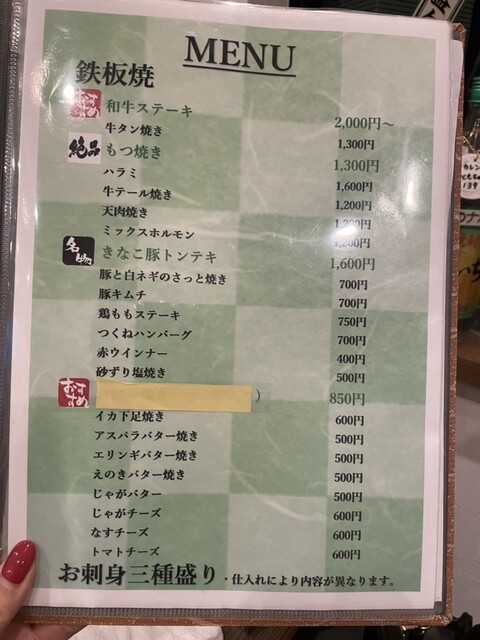 MENU
鉄板焼
おすすめ 和牛ステーキ 2,000円～
牛タン焼き 1,300円
絶品 もつ焼き 1,300円
ハラミ 1,600円
牛テール焼き 1,200円
天肉焼き
ミックスホルモン 1,200円
名物 きなこ豚トンテキ 1,600円
豚と白ネギのさっと焼き 700円
豚キムチ 700円
鶏ももステーキ 750円
つくねハンバーグ 700円
赤ウインナー 400円
砂ずり塩焼き 500円
おすすめ 850円
イカ下足焼き 600円
アスパラバター焼き 500円
エリンギバター焼き 500円
えのきバター焼き 500円
じゃがバター 500円
じゃがチーズ 600円
なすチーズ 600円
トマトチーズ 600円
お刺身三種盛り・仕入れにより内容が異なります。